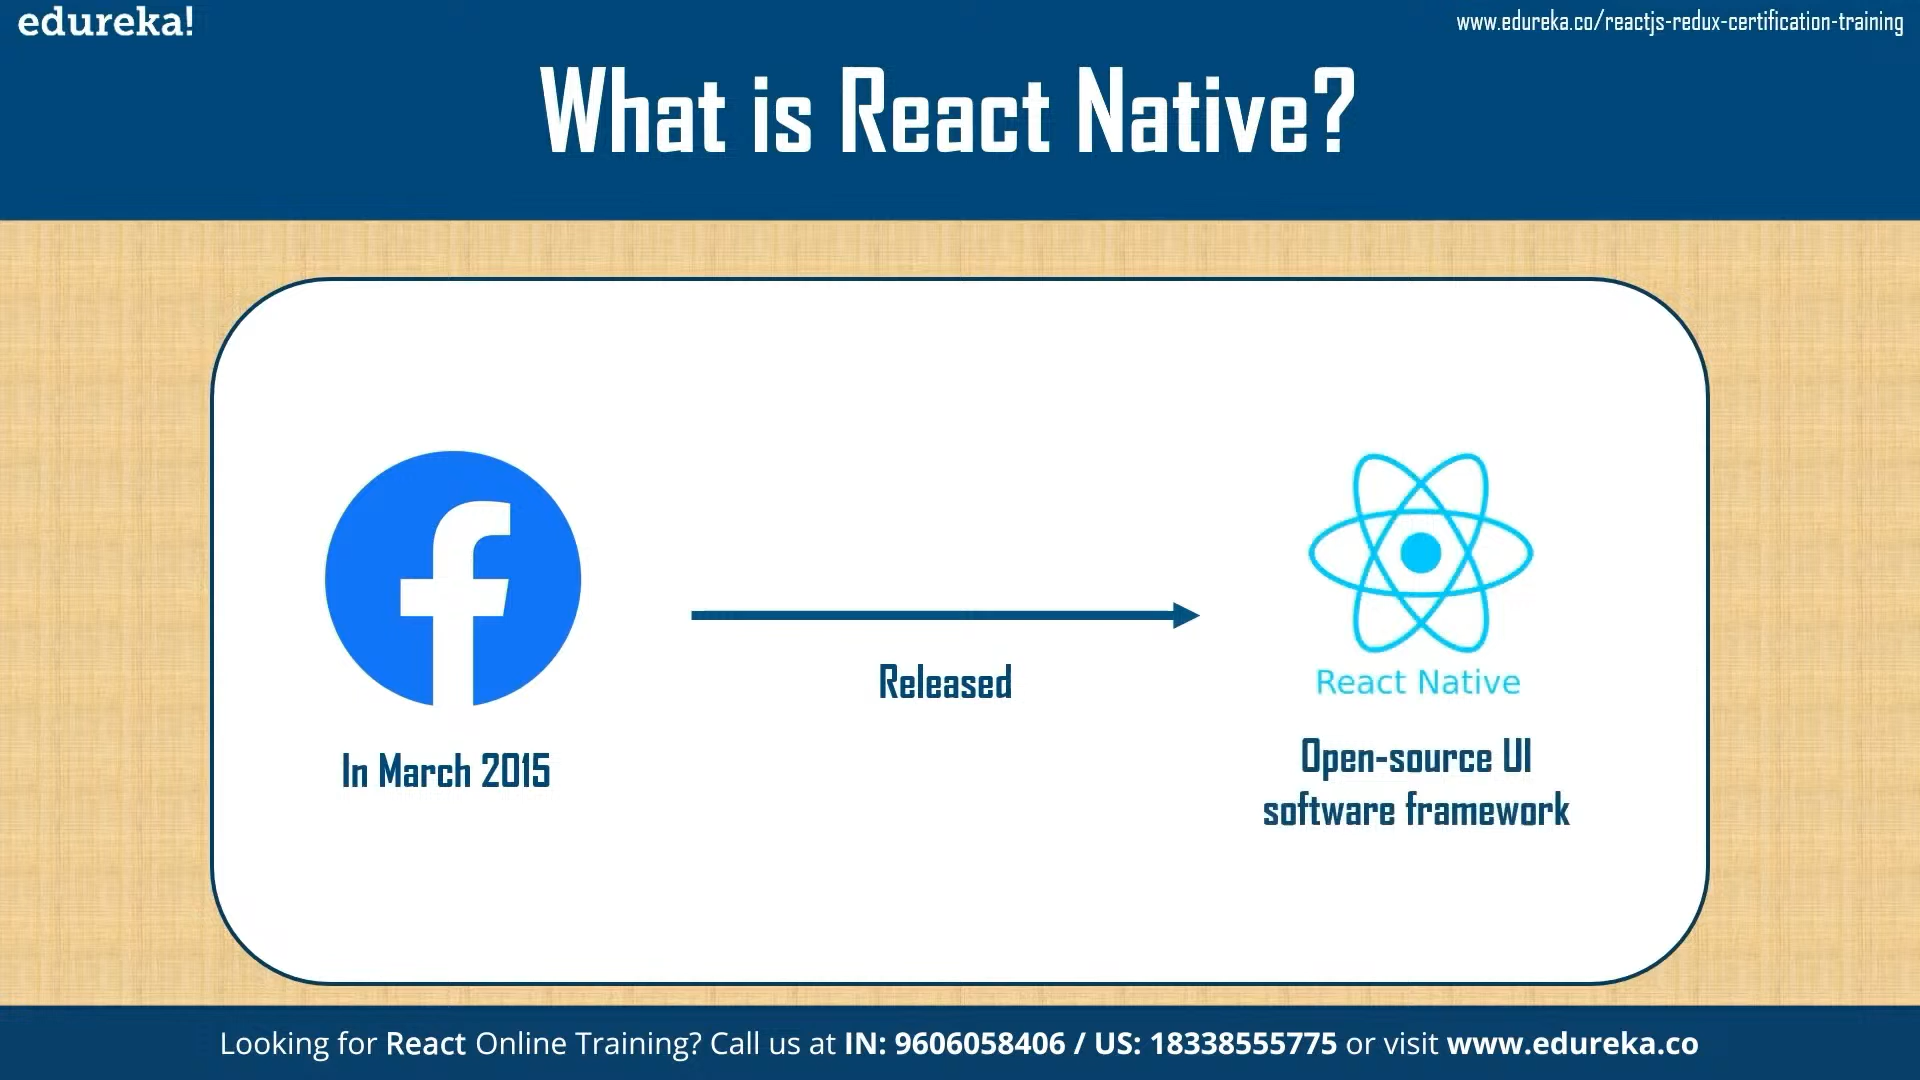 edureka!
www.edureka.co/reactjs-redux-certification-training
What is React Native?
Released
React Native
In March 2015
Open-source UI
software framework
Looking for React Online Training? Call us at IN: 9606058406 / US: 18338555775 or visit www.edureka.co